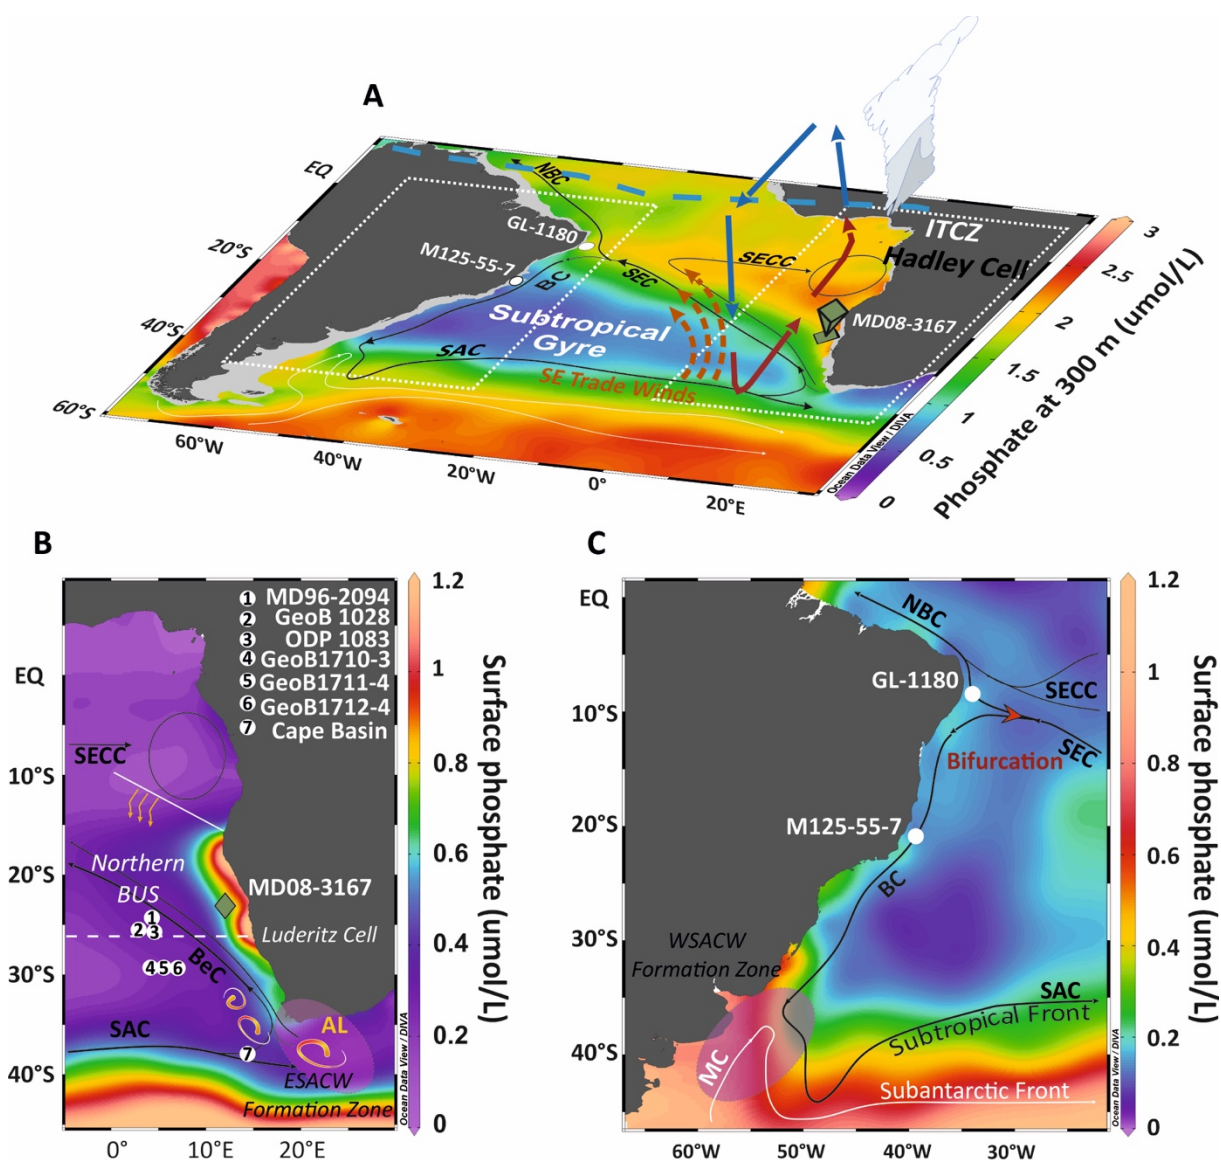 A
EQ
20°S
40°S
60°S
60°W
40°W
20°W
0°
20°E
NBC
GL-1180
M125-55-7
BC
SEC
SECC
ITCZ
Hadley Cell
MD08-3167
Subtropical
Gyre
SAC
SE Trade Winds
Ocean Data View / DIVA
3
2.5
2
1.5
1
0.5
0
Phosphate at 300 m (umol/L)
B
1 MD96-2094
2 GeoB 1028
3 ODP 1083
4 GeoB1710-3
5 GeoB1711-4
6 GeoB1712-4
7 Cape Basin
EQ
10°S
20°S
30°S
40°S
0°
10°E
20°E
SECC
Northern
BUS
MD08-3167
1
2 3
Luderitz Cell
4 5 6
BeC
SAC
AL
7
ESACW
Formation Zone
Ocean Data View / DIVA
1.2
1
0.8
0.6
0.4
0.2
0
Surface phosphate (umol/L)
C
EQ
10°S
20°S
30°S
40°S
60°W
50°W
40°W
30°W
NBC
GL-1180
SECC
SEC
Bifurcation
M125-55-7
BC
WSACW
Formation Zone
SAC
Subtropical Front
MC
Subantarctic Front
Ocean Data View / DIVA
1.2
1
0.8
0.6
0.4
0.2
0
Surface phosphate (umol/L)